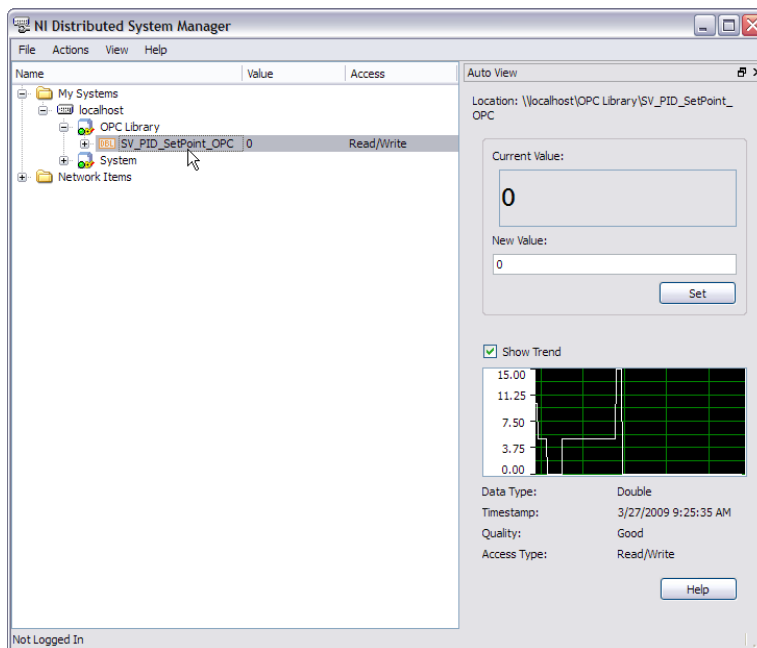 NI Distributed System Manager
File Actions View Help
Name Value Access
My Systems
localhost
OPC Library
DBL SV_PID_SetPoint_OPC 0 Read/Write
System
Network Items
Auto View
Location: \\localhost\OPC Library\SV_PID_SetPoint_
OPC
Current Value:
0
New Value:
0
Set
Show Trend
15.00
11.25
7.50
3.75
0.00
Data Type: Double
Timestamp: 3/27/2009 9:25:35 AM
Quality: Good
Access Type: Read/Write
Help
Not Logged In